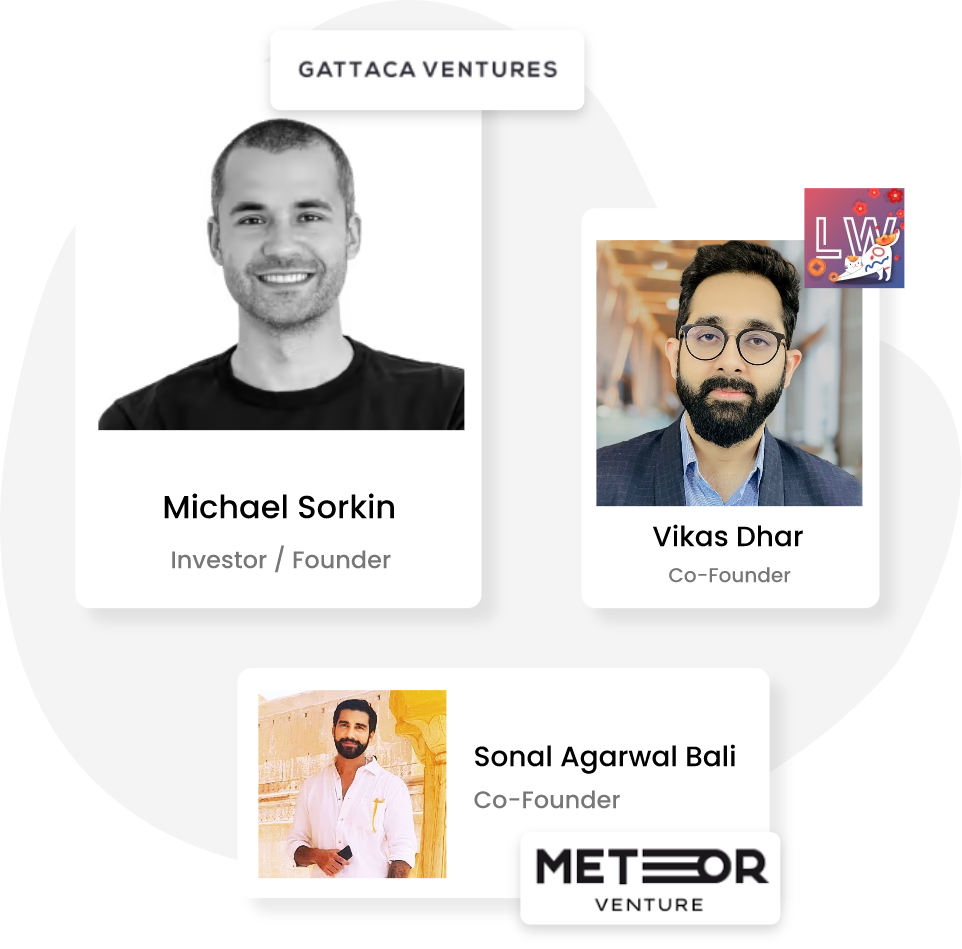 GATTACA VENTURES
LW
Michael Sorkin
Investor / Founder
Vikas Dhar
Co-Founder
Sonal Agarwal Bali
Co-Founder
METEOR
VENTURE